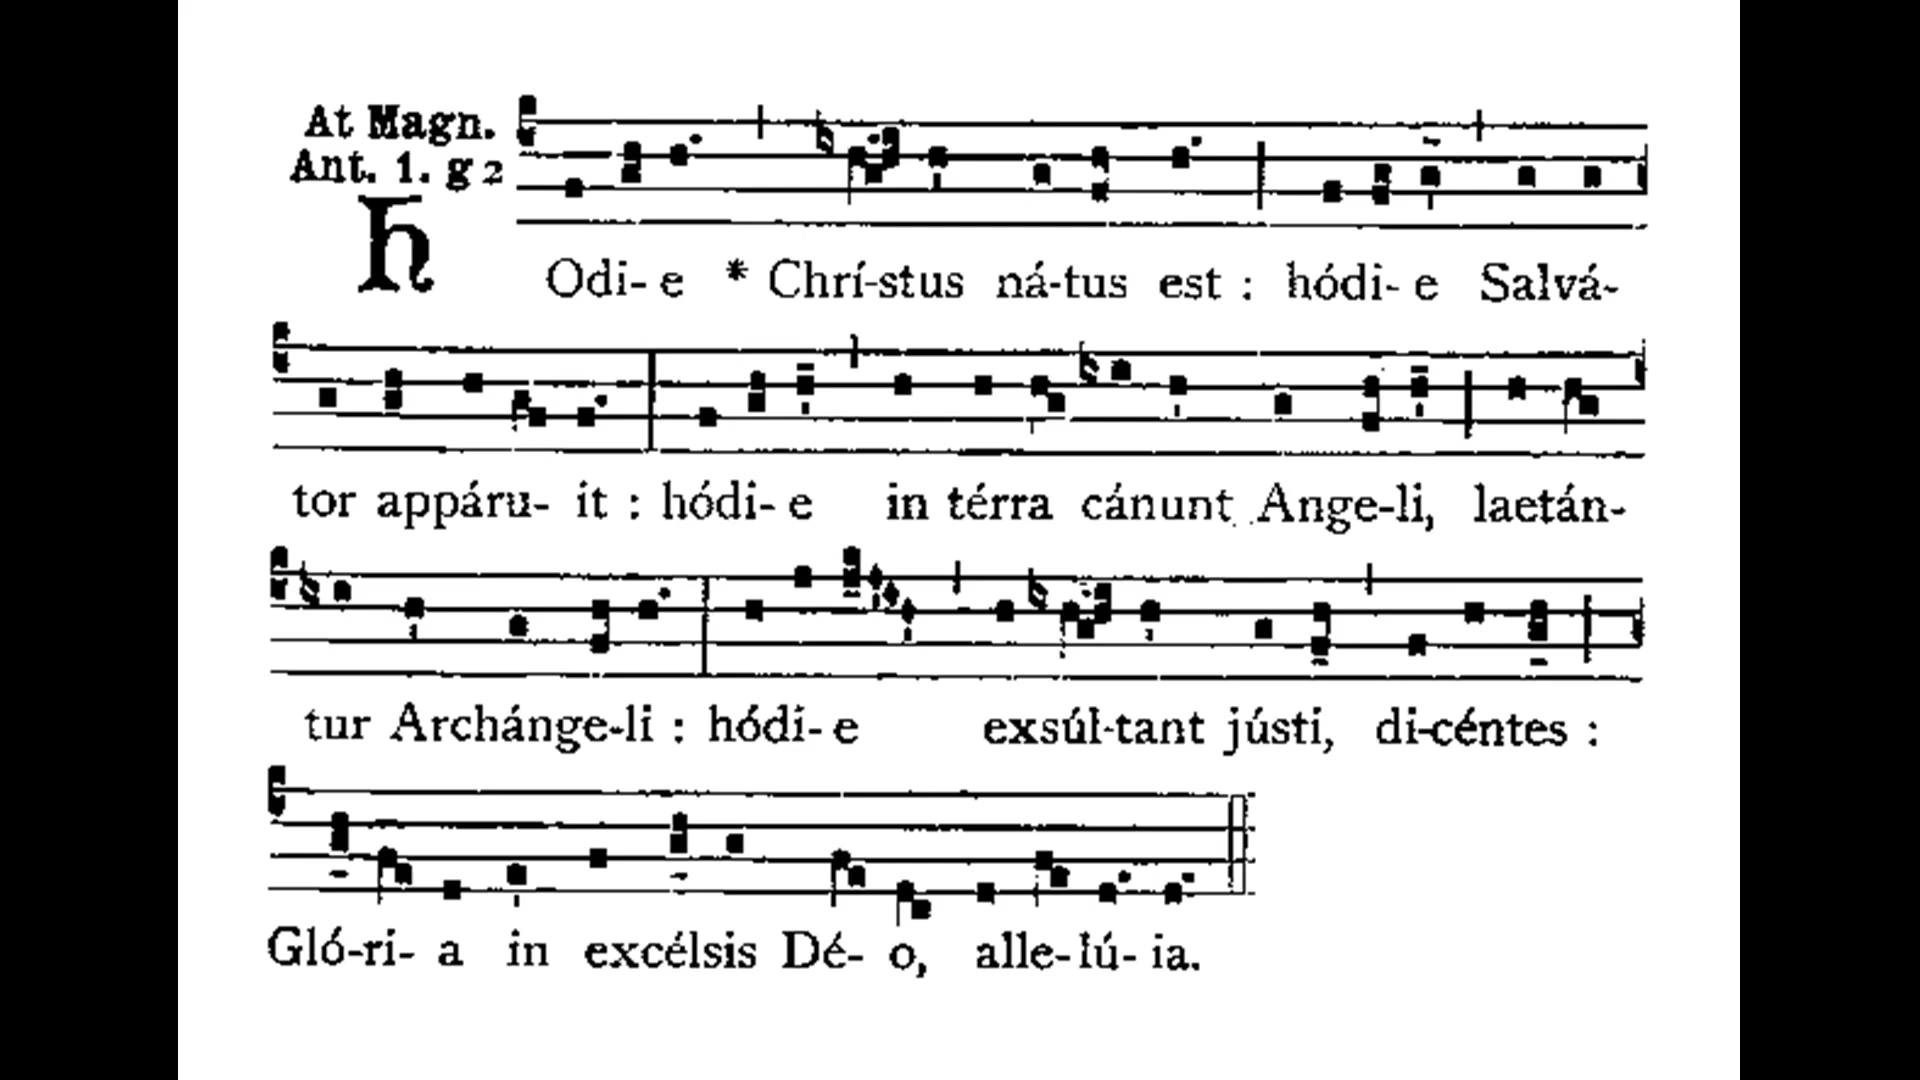 At Magn.
Ant. 1. g 2
hOdi- e * Chrí-stus ná-tus est : hódi- e Salvá-
tor appáru- it : hódi- e in térra cánunt Ange-li, laetán-
tur Archánge-li : hódi- e exsúl-tant jústi, di-céntes :
Gló-ri- a in excélsis Dé- o, alle-lú- ia.